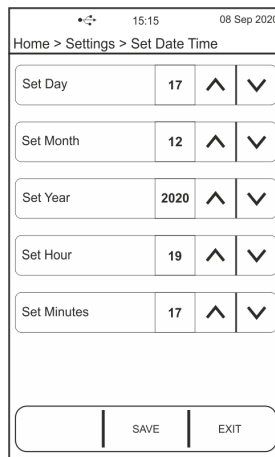 15:15 08 Sep 2020
Home > Settings > Set Date Time
Set Day 17
Set Month 12
Set Year 2020
Set Hour 19
Set Minutes 17
SAVE EXIT